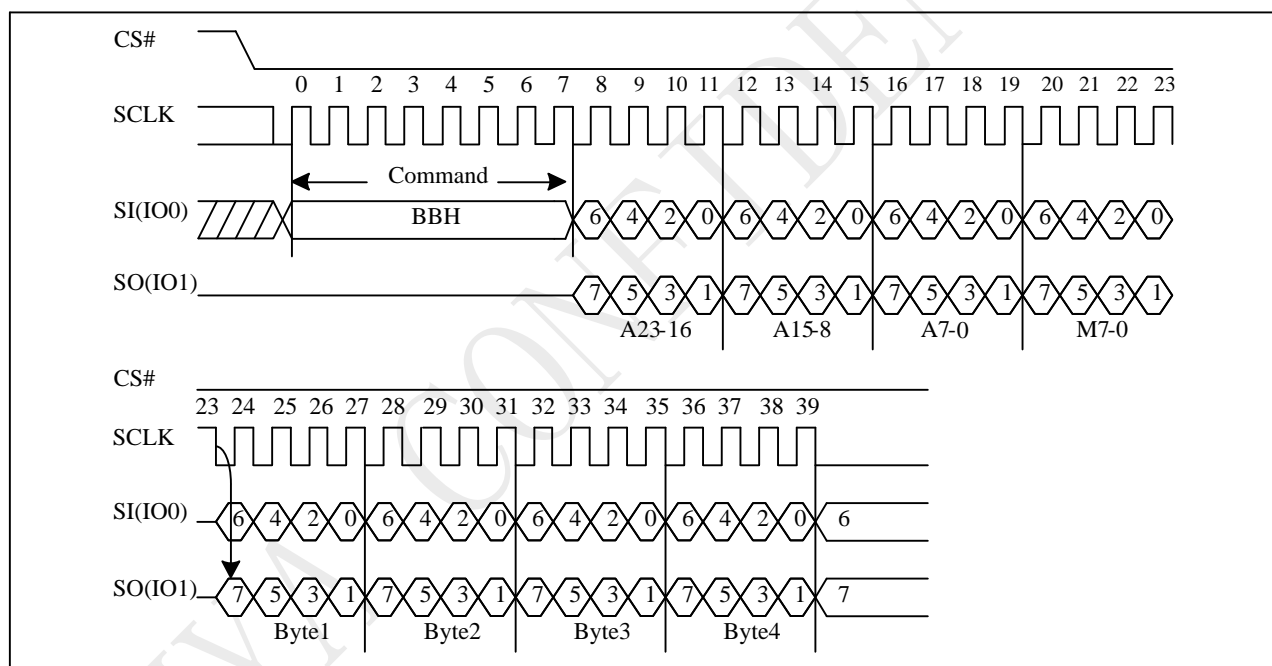 CS#
0 1 2 3 4 5 6 7 8 9 10 11 12 13 14 15 16 17 18 19 20 21 22 23
SCLK
Command
SI(IO0) BBH 6 4 2 0 6 4 2 0 6 4 2 0 6 4 2 0
SO(IO1) 7 5 3 1 7 5 3 1 7 5 3 1 7 5 3 1
A23-16 A15-8 A7-0 M7-0
CS#
23 24 25 26 27 28 29 30 31 32 33 34 35 36 37 38 39
SCLK
SI(IO0) 6 4 2 0 6 4 2 0 6 4 2 0 6 4 2 0 6
SO(IO1) 7 5 3 1 7 5 3 1 7 5 3 1 7 5 3 1 7
Byte1 Byte2 Byte3 Byte4